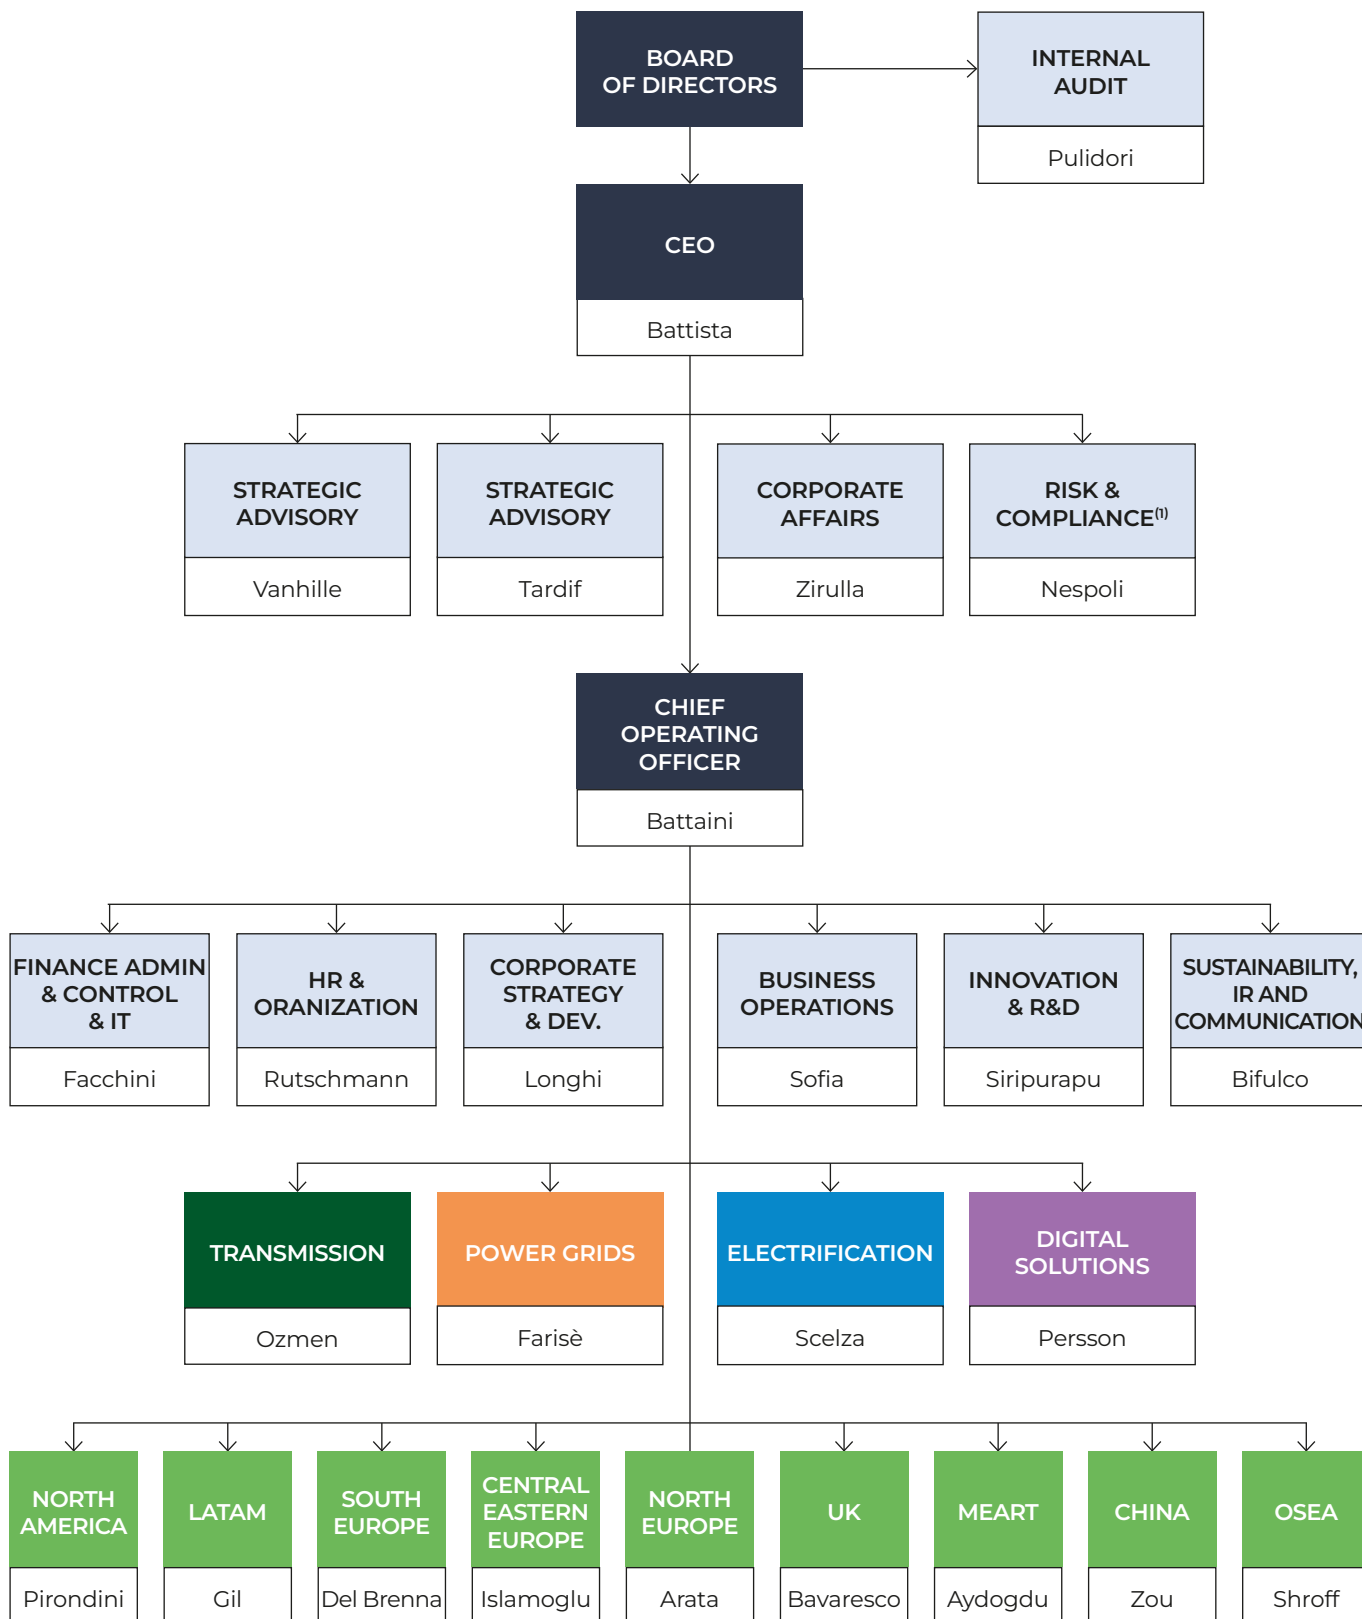 BOARD
OF DIRECTORS
INTERNAL
AUDIT
Pulidori
CEO
Battista
STRATEGIC
ADVISORY
Vanhille
STRATEGIC
ADVISORY
Tardif
CORPORATE
AFFAIRS
Zirulla
RISK &
COMPLIANCE(1)
Nespoli
CHIEF
OPERATING
OFFICER
Battaini
FINANCE ADMIN
& CONTROL
& IT
Facchini
HR &
ORANIZATION
Rutschmann
CORPORATE
STRATEGY
& DEV.
Longhi
BUSINESS
OPERATIONS
Sofia
INNOVATION
& R&D
Siripurapu
SUSTAINABILITY,
IR AND
COMMUNICATION
Bifulco
TRANSMISSION
Ozmen
POWER GRIDS
Farisè
ELECTRIFICATION
Scelza
DIGITAL
SOLUTIONS
Persson
NORTH
AMERICA
Pirondini
LATAM
Gil
SOUTH
EUROPE
Del Brenna
CENTRAL
EASTERN
EUROPE
Islamoglu
NORTH
EUROPE
Arata
UK
Bavaresco
MEART
Aydogdu
CHINA
Zou
OSEA
Shroff